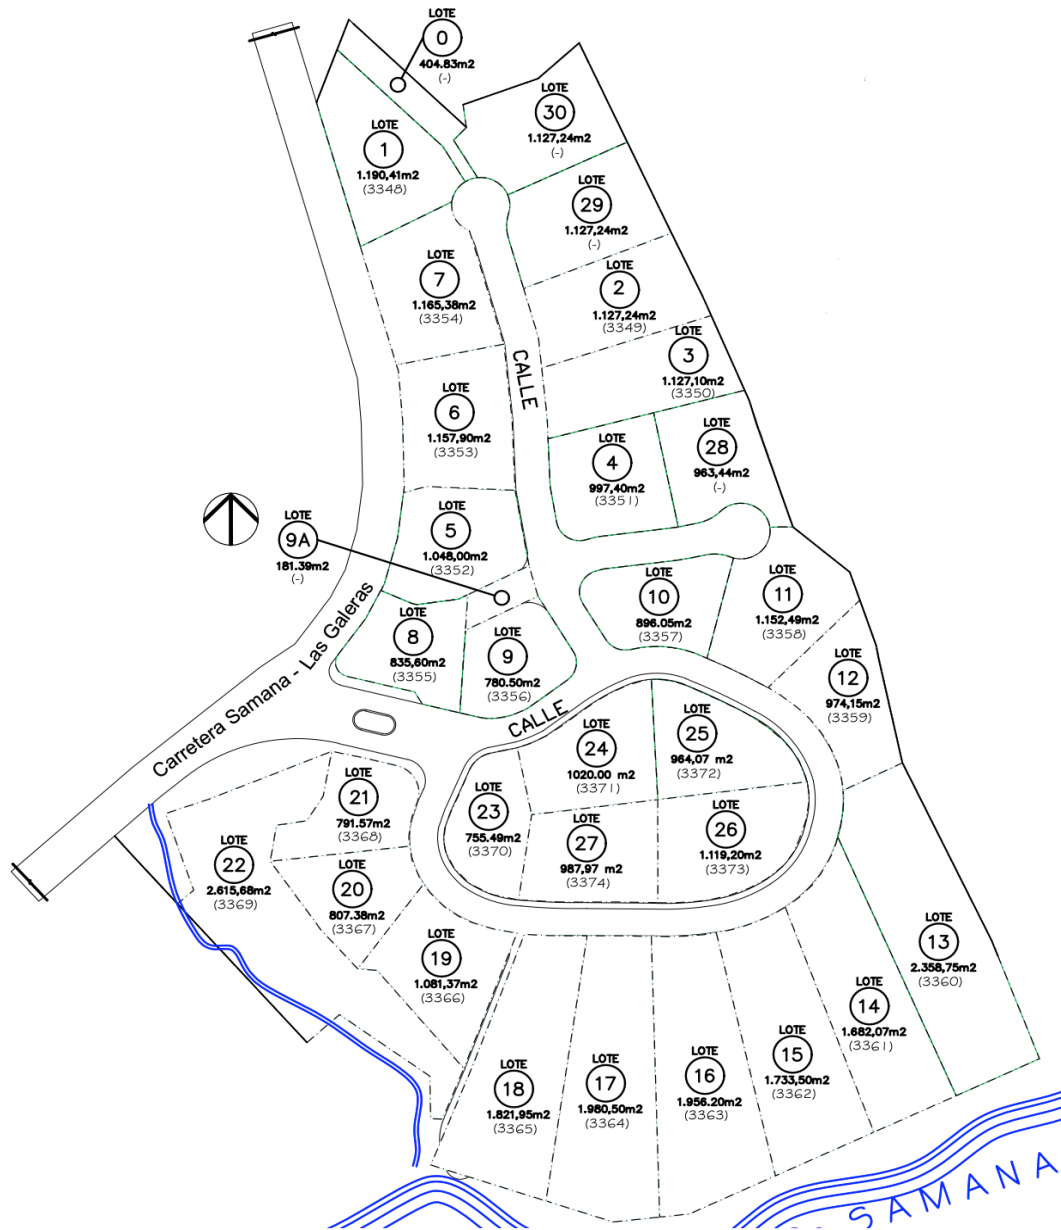 LOTE
0
404.83m2
(-)
LOTE
30
1.127,24m2
(-)
LOTE
1
1.190,41m2
(3348)
LOTE
29
1.127,24m2
(-)
LOTE
7
1.165,38m2
(3354)
LOTE
2
1.127,24m2
(3349)
LOTE
3
1.127,10m2
(3350)
CALLE
LOTE
6
1.157,90m2
(3353)
LOTE
4
997,40m2
(3351)
LOTE
28
963,44m2
(-)
LOTE
5
1.048,00m2
(3352)
LOTE
9A
181.39m2
(-)
LOTE
10
896.05m2
(3357)
LOTE
11
1.152,49m2
(3358)
LOTE
8
835,60m2
(3355)
LOTE
9
780.50m2
(3356)
LOTE
12
974,15m2
(3359)
Carretera Samana - Las Galeras
CALLE
LOTE
24
1020.00 m2
(3371)
LOTE
25
964,07 m2
(3372)
LOTE
21
791.57m2
(3368)
LOTE
23
755.49m2
(3370)
LOTE
27
987,97 m2
(3374)
LOTE
26
1.119,20m2
(3373)
LOTE
22
2.615,68m2
(3369)
LOTE
20
807.38m2
(3367)
LOTE
19
1.081,37m2
(3366)
LOTE
13
2.358,75m2
(3360)
LOTE
14
1.682,07m2
(3361)
LOTE
15
1.733,50m2
(3362)
LOTE
16
1.956.20m2
(3363)
LOTE
17
1.980,50m2
(3364)
LOTE
18
1.821,95m2
(3365)
SAMANA